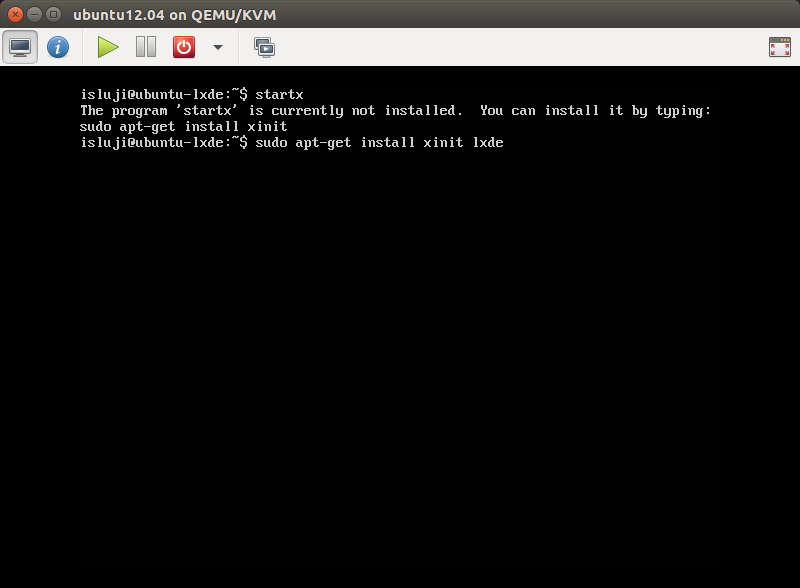 ubuntu12.04 on QEMU/KVM
isluji@ubuntu-lxde:~$ startx
The program 'startx' is currently not installed.  You can install it by typing:
sudo apt-get install xinit
isluji@ubuntu-lxde:~$ sudo apt-get install xinit lxde